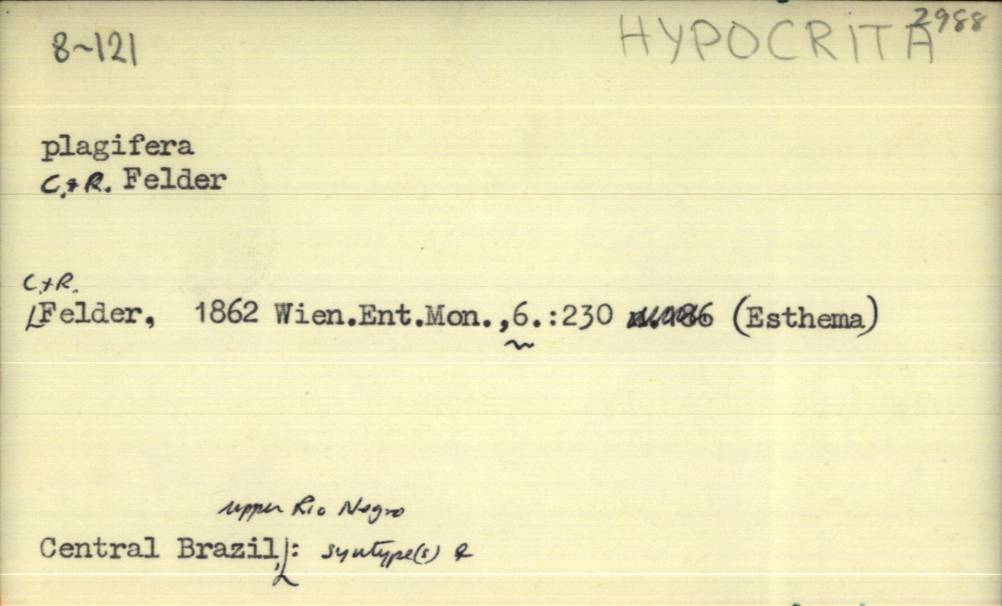 8~121
HYPOCRITA
2988
plagifera
C.+R. Felder
C.+R.
Felder, 1862 Wien.Ent.Mon.,6.:230 (Esthema)
upper Rio Negro
Central Brazil,: syntype(s)